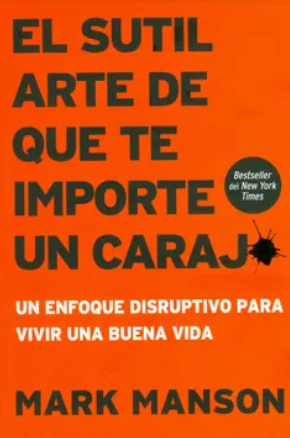 EL SUTIL
ARTE DE
QUE TE
IMPORTE
UN CARAJ
Bestseller
del New York
Times
UN ENFOQUE DISRUPTIVO PARA
VIVIR UNA BUENA VIDA
MARK MANSON